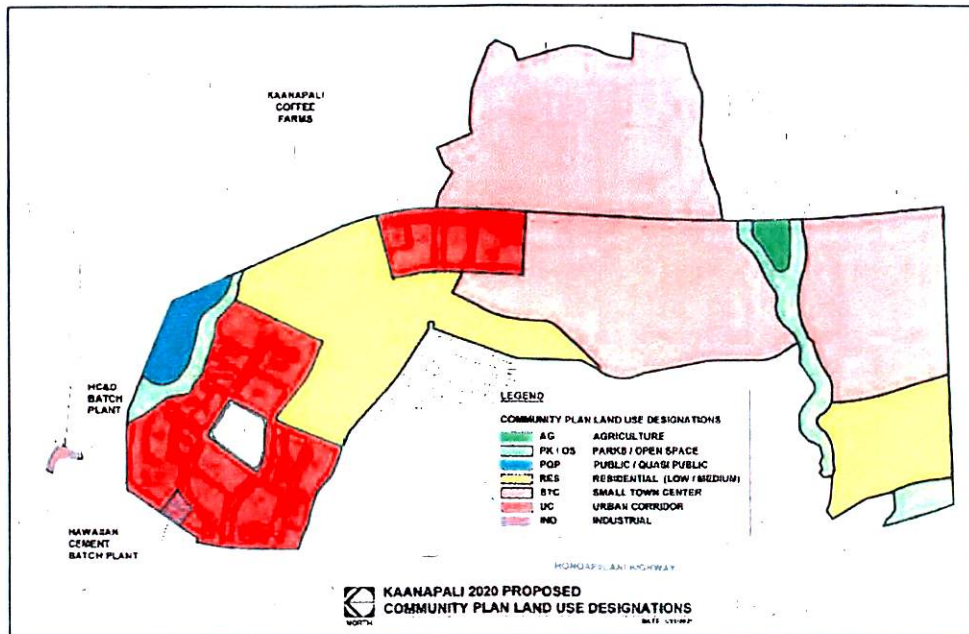 KAANAPALI
COFFEE
FARMS
HC&D
BATCH
PLANT
HAWAIIAN
CEMENT
BATCH PLANT
LEGEND
COMMUNITY PLAN LAND USE DESIGNATIONS
AG AGRICULTURE
PK / OS PARKS / OPEN SPACE
PQP PUBLIC / QUASI PUBLIC
RES RESIDENTIAL (LOW / MEDIUM)
STC SMALL TOWN CENTER
UC URBAN CORRIDOR
IND INDUSTRIAL
HONOAPIILANI HIGHWAY
NORTH
KAANAPALI 2020 PROPOSED
COMMUNITY PLAN LAND USE DESIGNATIONS
DATE